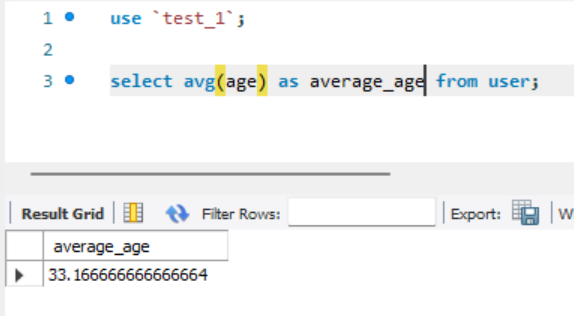 1 use `test_1`;
2
3 select avg(age) as average_age from user;
Result Grid Filter Rows: Export: W
average_age
33.166666666666664